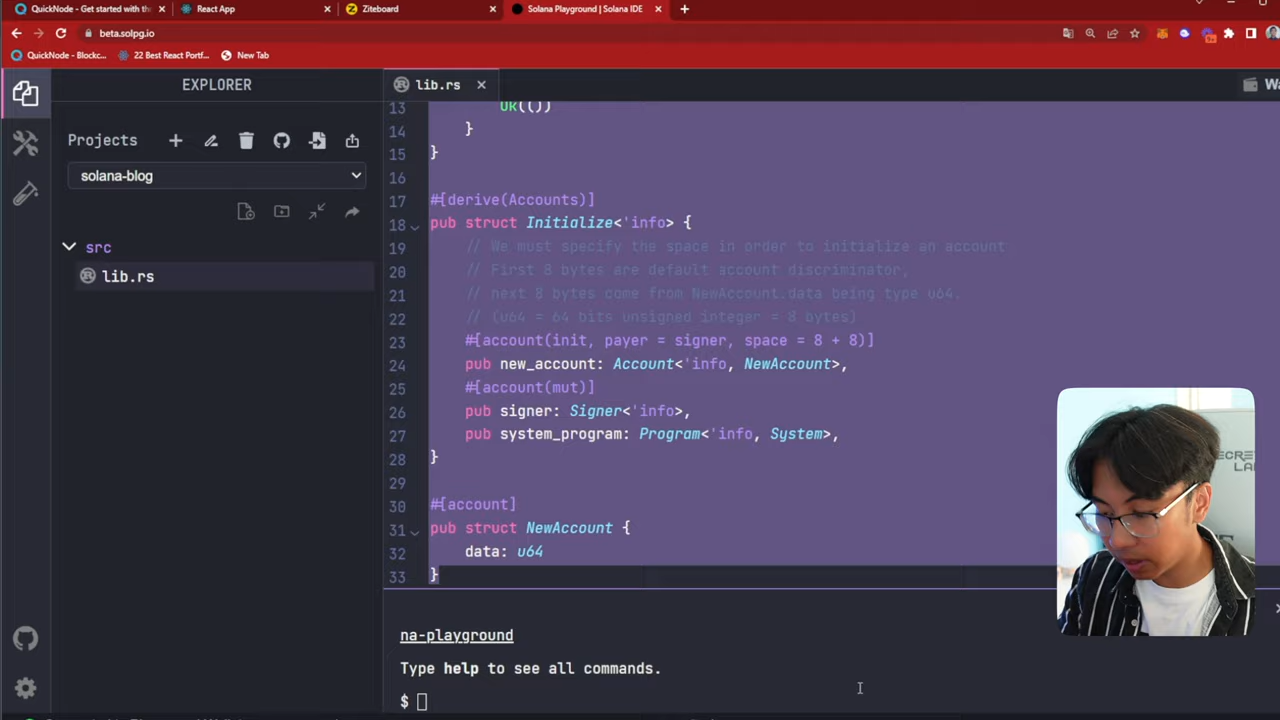 QuickNode - Get started with the
React App
Ziteboard
Solana Playground | Solana IDE
beta.solpg.io
QuickNode - Blockc...
22 Best React Portf...
New Tab
EXPLORER
lib.rs
Wa
Projects
solana-blog
src
lib.rs
13 Ok(())
14 }
15 }
16
17 #[derive(Accounts)]
18 pub struct Initialize<'info> {
19 // We must specify the space in order to initialize an account
20 // First 8 bytes are default account discriminator,
21 // next 8 bytes come from NewAccount.data being type u64.
22 // (u64 = 64 bits unsigned integer = 8 bytes)
23 #[account(init, payer = signer, space = 8 + 8)]
24 pub new_account: Account<'info, NewAccount>,
25 #[account(mut)]
26 pub signer: Signer<'info>,
27 pub system_program: Program<'info, System>,
28 }
29
30 #[account]
31 pub struct NewAccount {
32 data: u64
33 }
ECRE
LA
na-playground
Type help to see all commands.
$